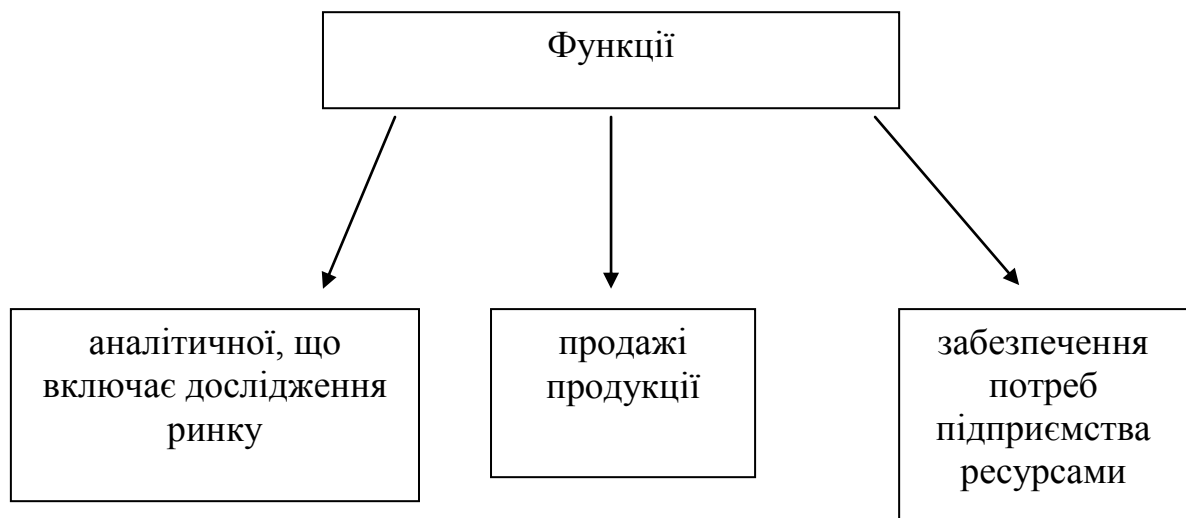 Функції
аналітичної, що
включає дослідження
ринку
продажі
продукції
забезпечення
потреб
підприємства
ресурсами